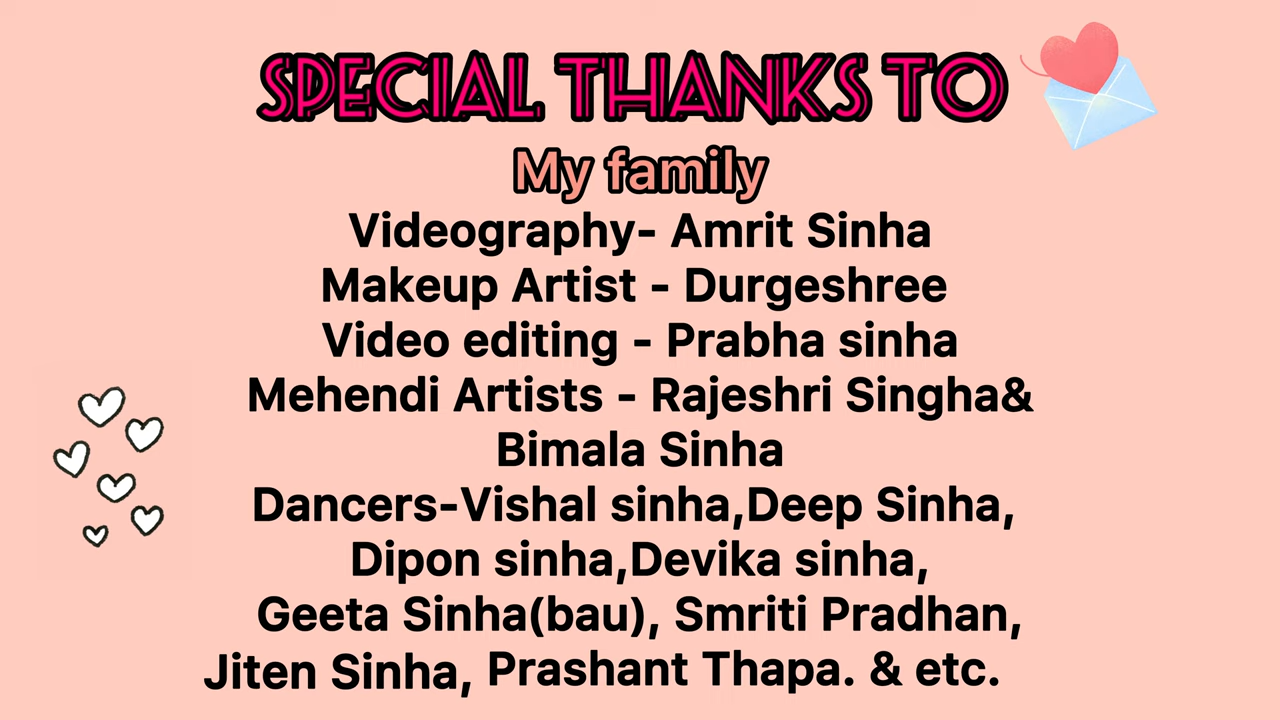 SPECIAL THANKS TO
My family
Videography- Amrit Sinha
Makeup Artist - Durgeshree
Video editing - Prabha sinha
Mehendi Artists - Rajeshri Singha&
Bimala Sinha
Dancers-Vishal sinha,Deep Sinha,
Dipon sinha,Devika sinha,
Geeta Sinha(bau), Smriti Pradhan,
Jiten Sinha, Prashant Thapa. & etc.